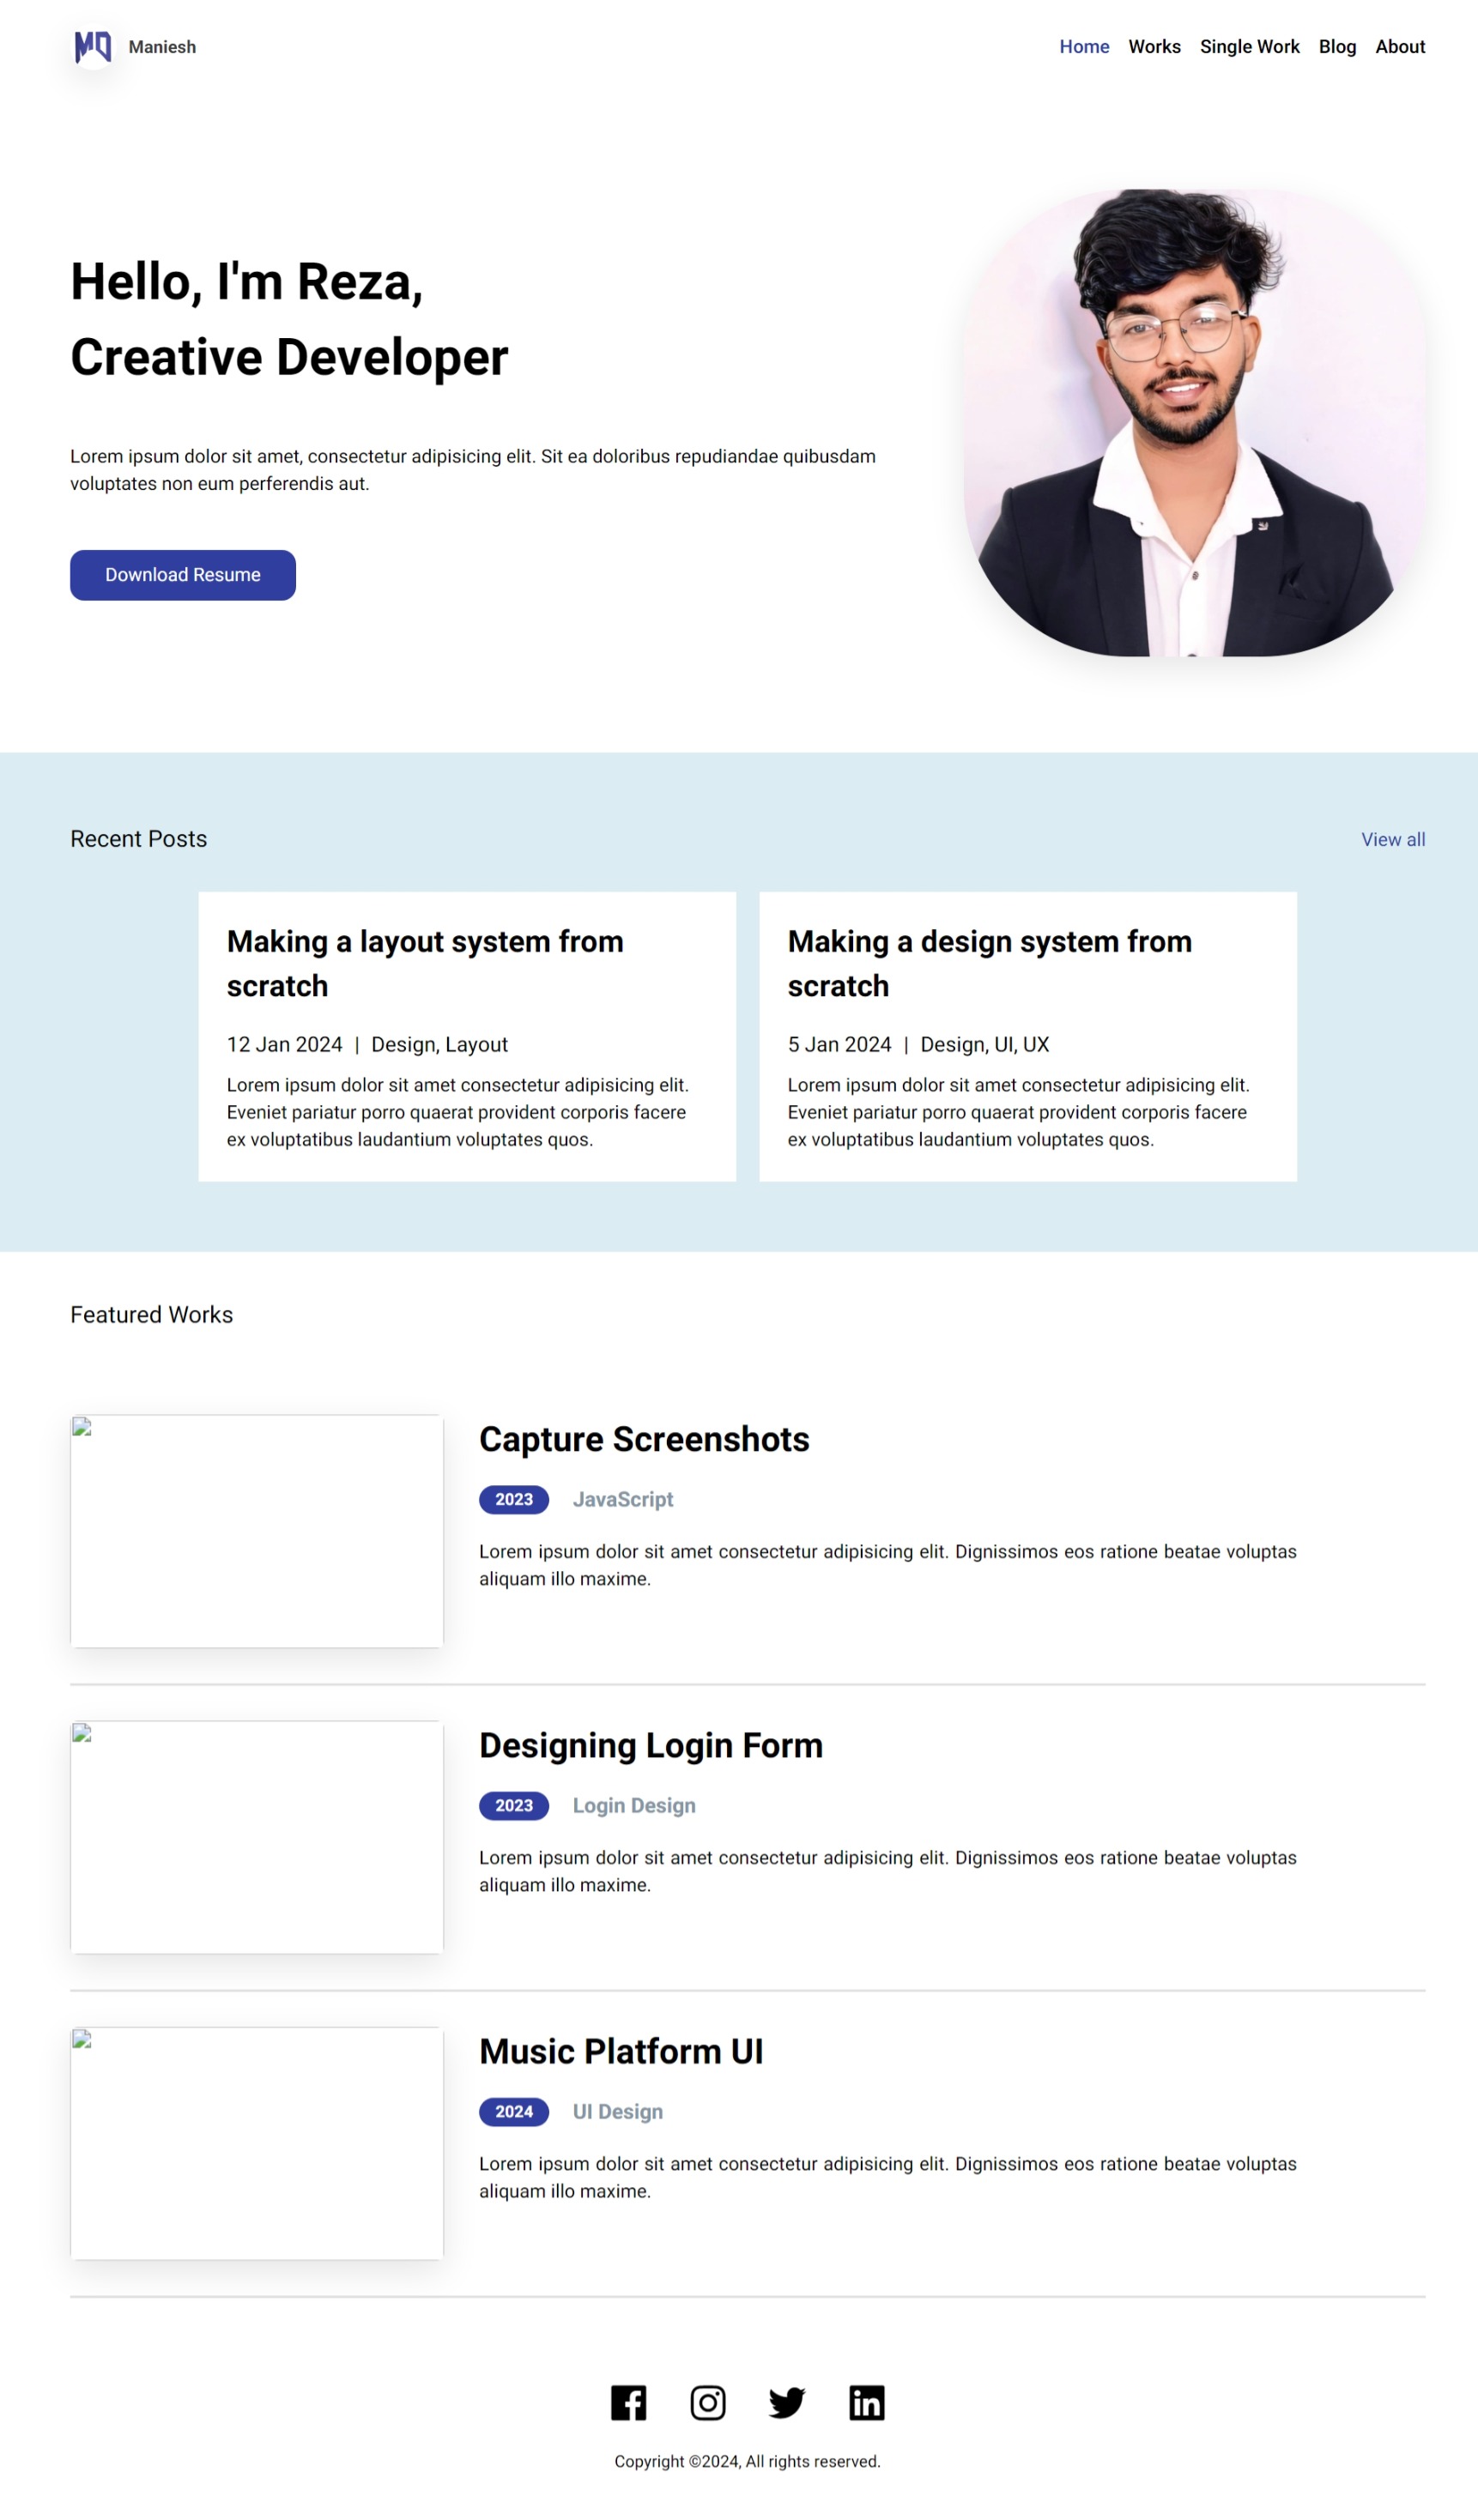 MD Maniesh
Home Works Single Work Blog About
Hello, I'm Reza,
Creative Developer
Lorem ipsum dolor sit amet, consectetur adipisicing elit. Sit ea doloribus repudiandae quibusdam
voluptates non eum perferendis aut.
Download Resume
Recent Posts
View all
Making a layout system from
scratch
12 Jan 2024 | Design, Layout
Lorem ipsum dolor sit amet consectetur adipisicing elit.
Eveniet pariatur porro quaerat provident corporis facere
ex voluptatibus laudantium voluptates quos.
Making a design system from
scratch
5 Jan 2024 | Design, UI, UX
Lorem ipsum dolor sit amet consectetur adipisicing elit.
Eveniet pariatur porro quaerat provident corporis facere
ex voluptatibus laudantium voluptates quos.
Featured Works
Capture Screenshots
2023 JavaScript
Lorem ipsum dolor sit amet consectetur adipisicing elit. Dignissimos eos ratione beatae voluptas
aliquam illo maxime.
Designing Login Form
2023 Login Design
Lorem ipsum dolor sit amet consectetur adipisicing elit. Dignissimos eos ratione beatae voluptas
aliquam illo maxime.
Music Platform UI
2024 UI Design
Lorem ipsum dolor sit amet consectetur adipisicing elit. Dignissimos eos ratione beatae voluptas
aliquam illo maxime.
Copyright ©2024, All rights reserved.